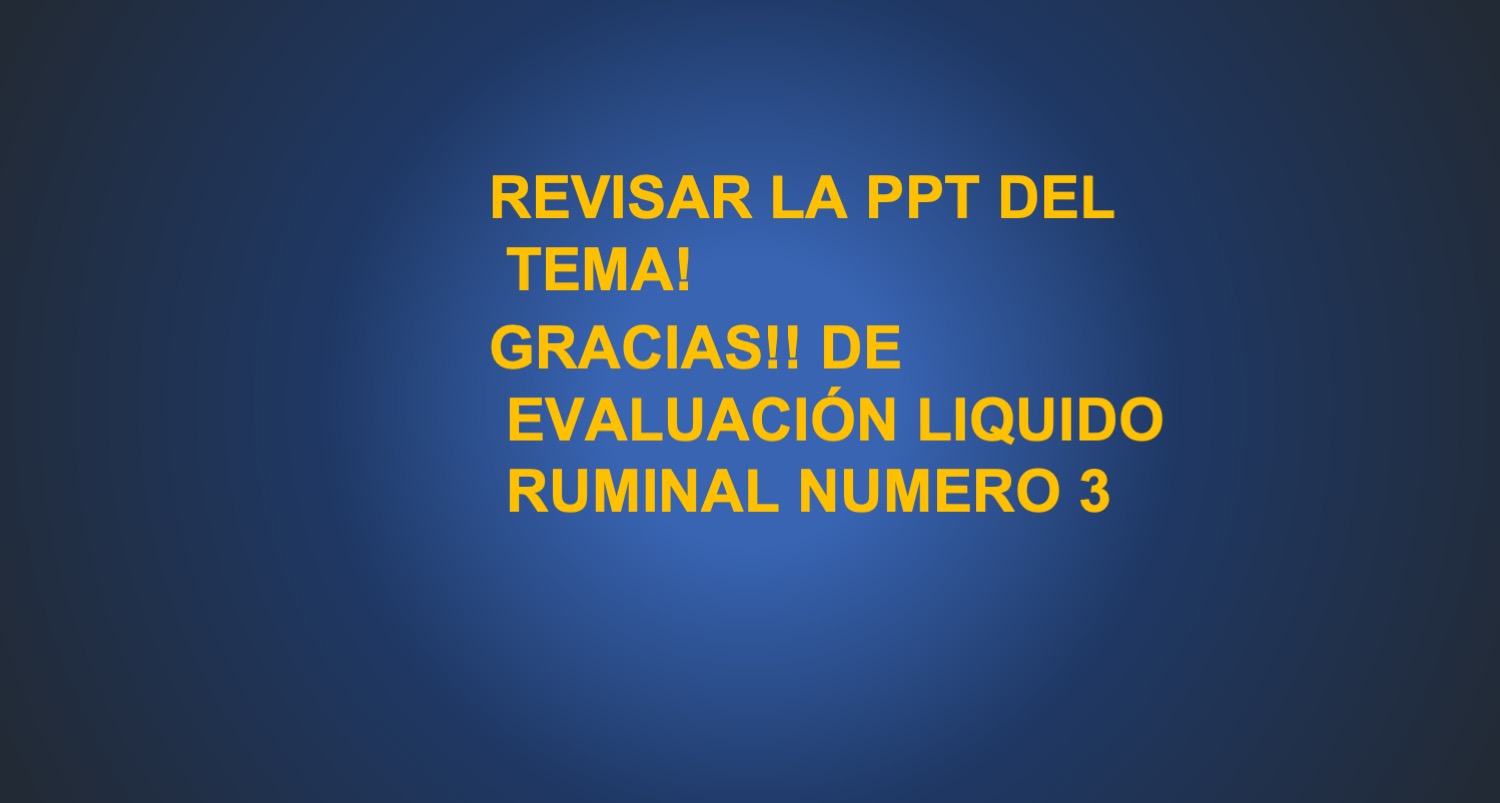 REVISAR LA PPT DEL
TEMA!
GRACIAS!! DE
EVALUACIÓN LIQUIDO
RUMINAL NUMERO 3